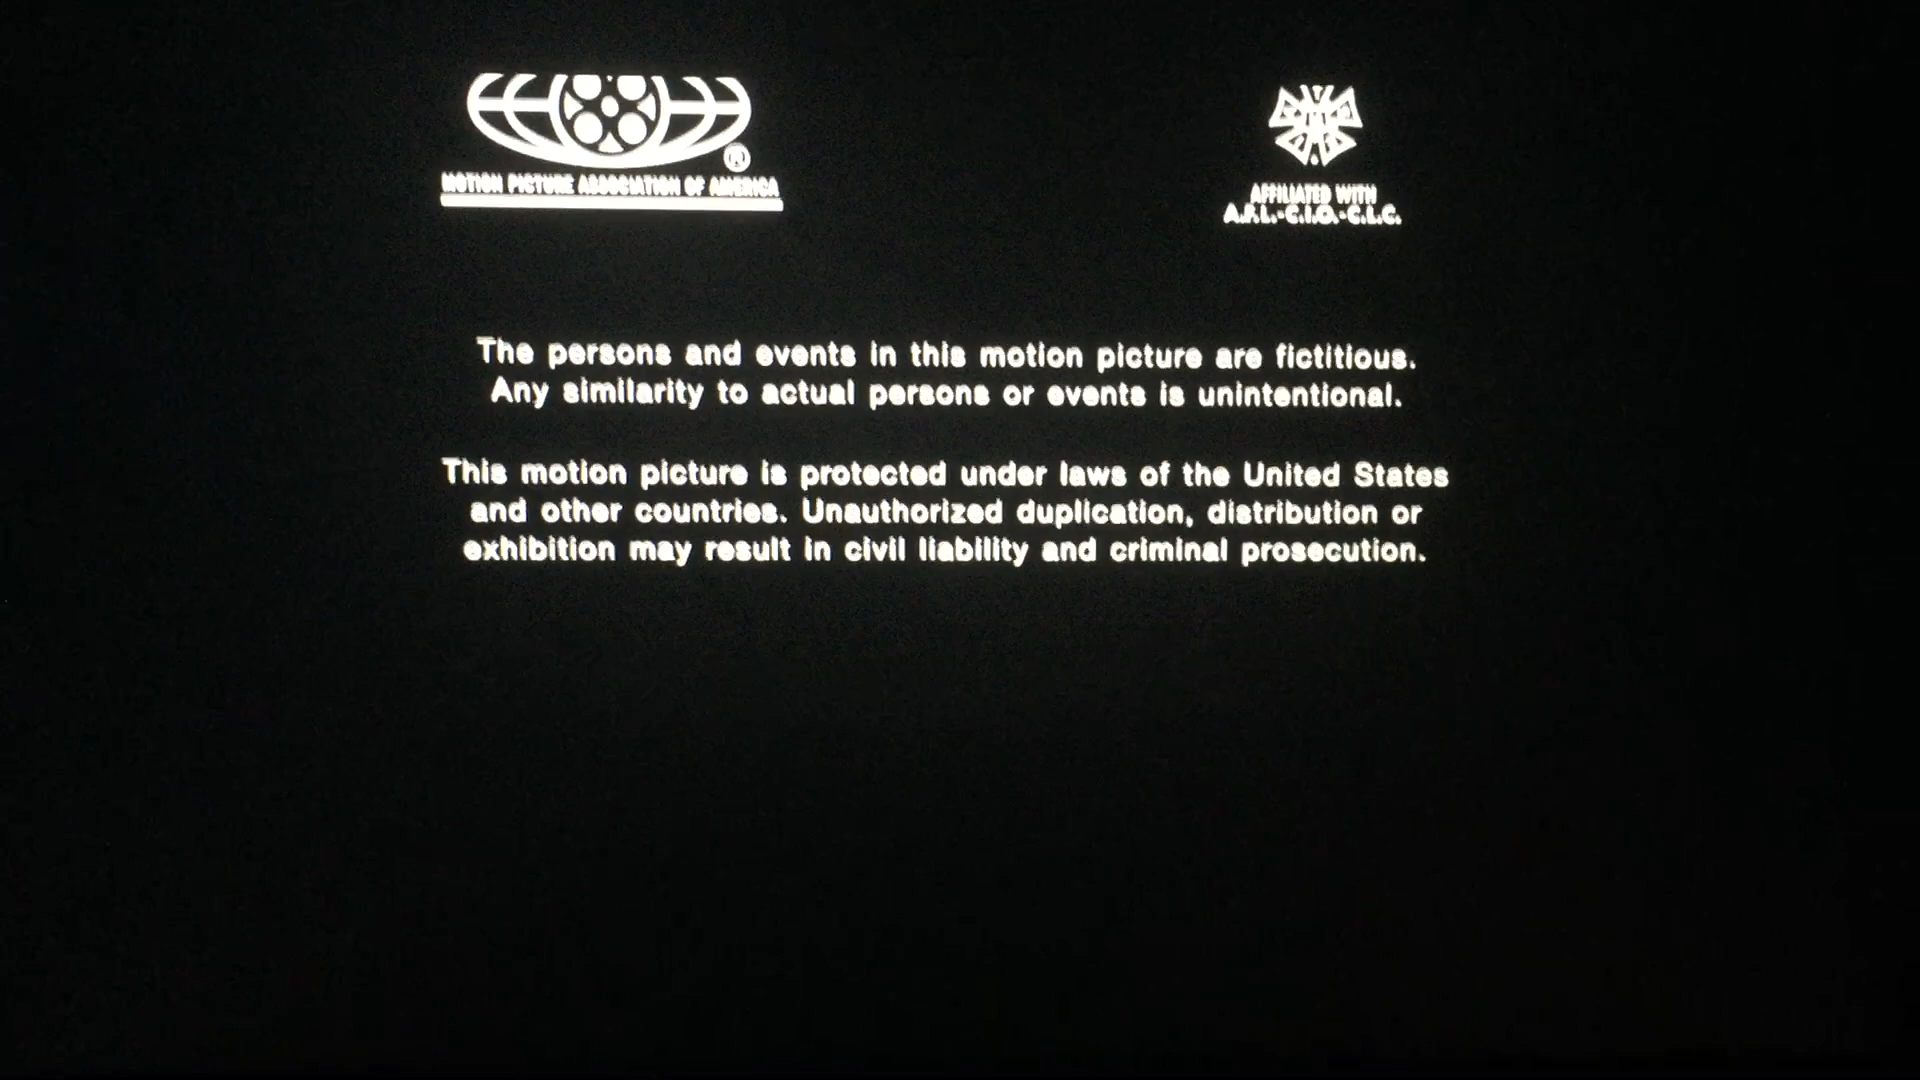 ®
MOTION PICTURE ASSOCIATION OF AMERICA
AFFILIATED WITH
A.F.L.-C.I.O.-C.L.C.
The persons and events in this motion picture are fictitious.
Any similarity to actual persons or events is unintentional.
This motion picture is protected under laws of the United States
and other countries. Unauthorized duplication, distribution or
exhibition may result in civil liability and criminal prosecution.